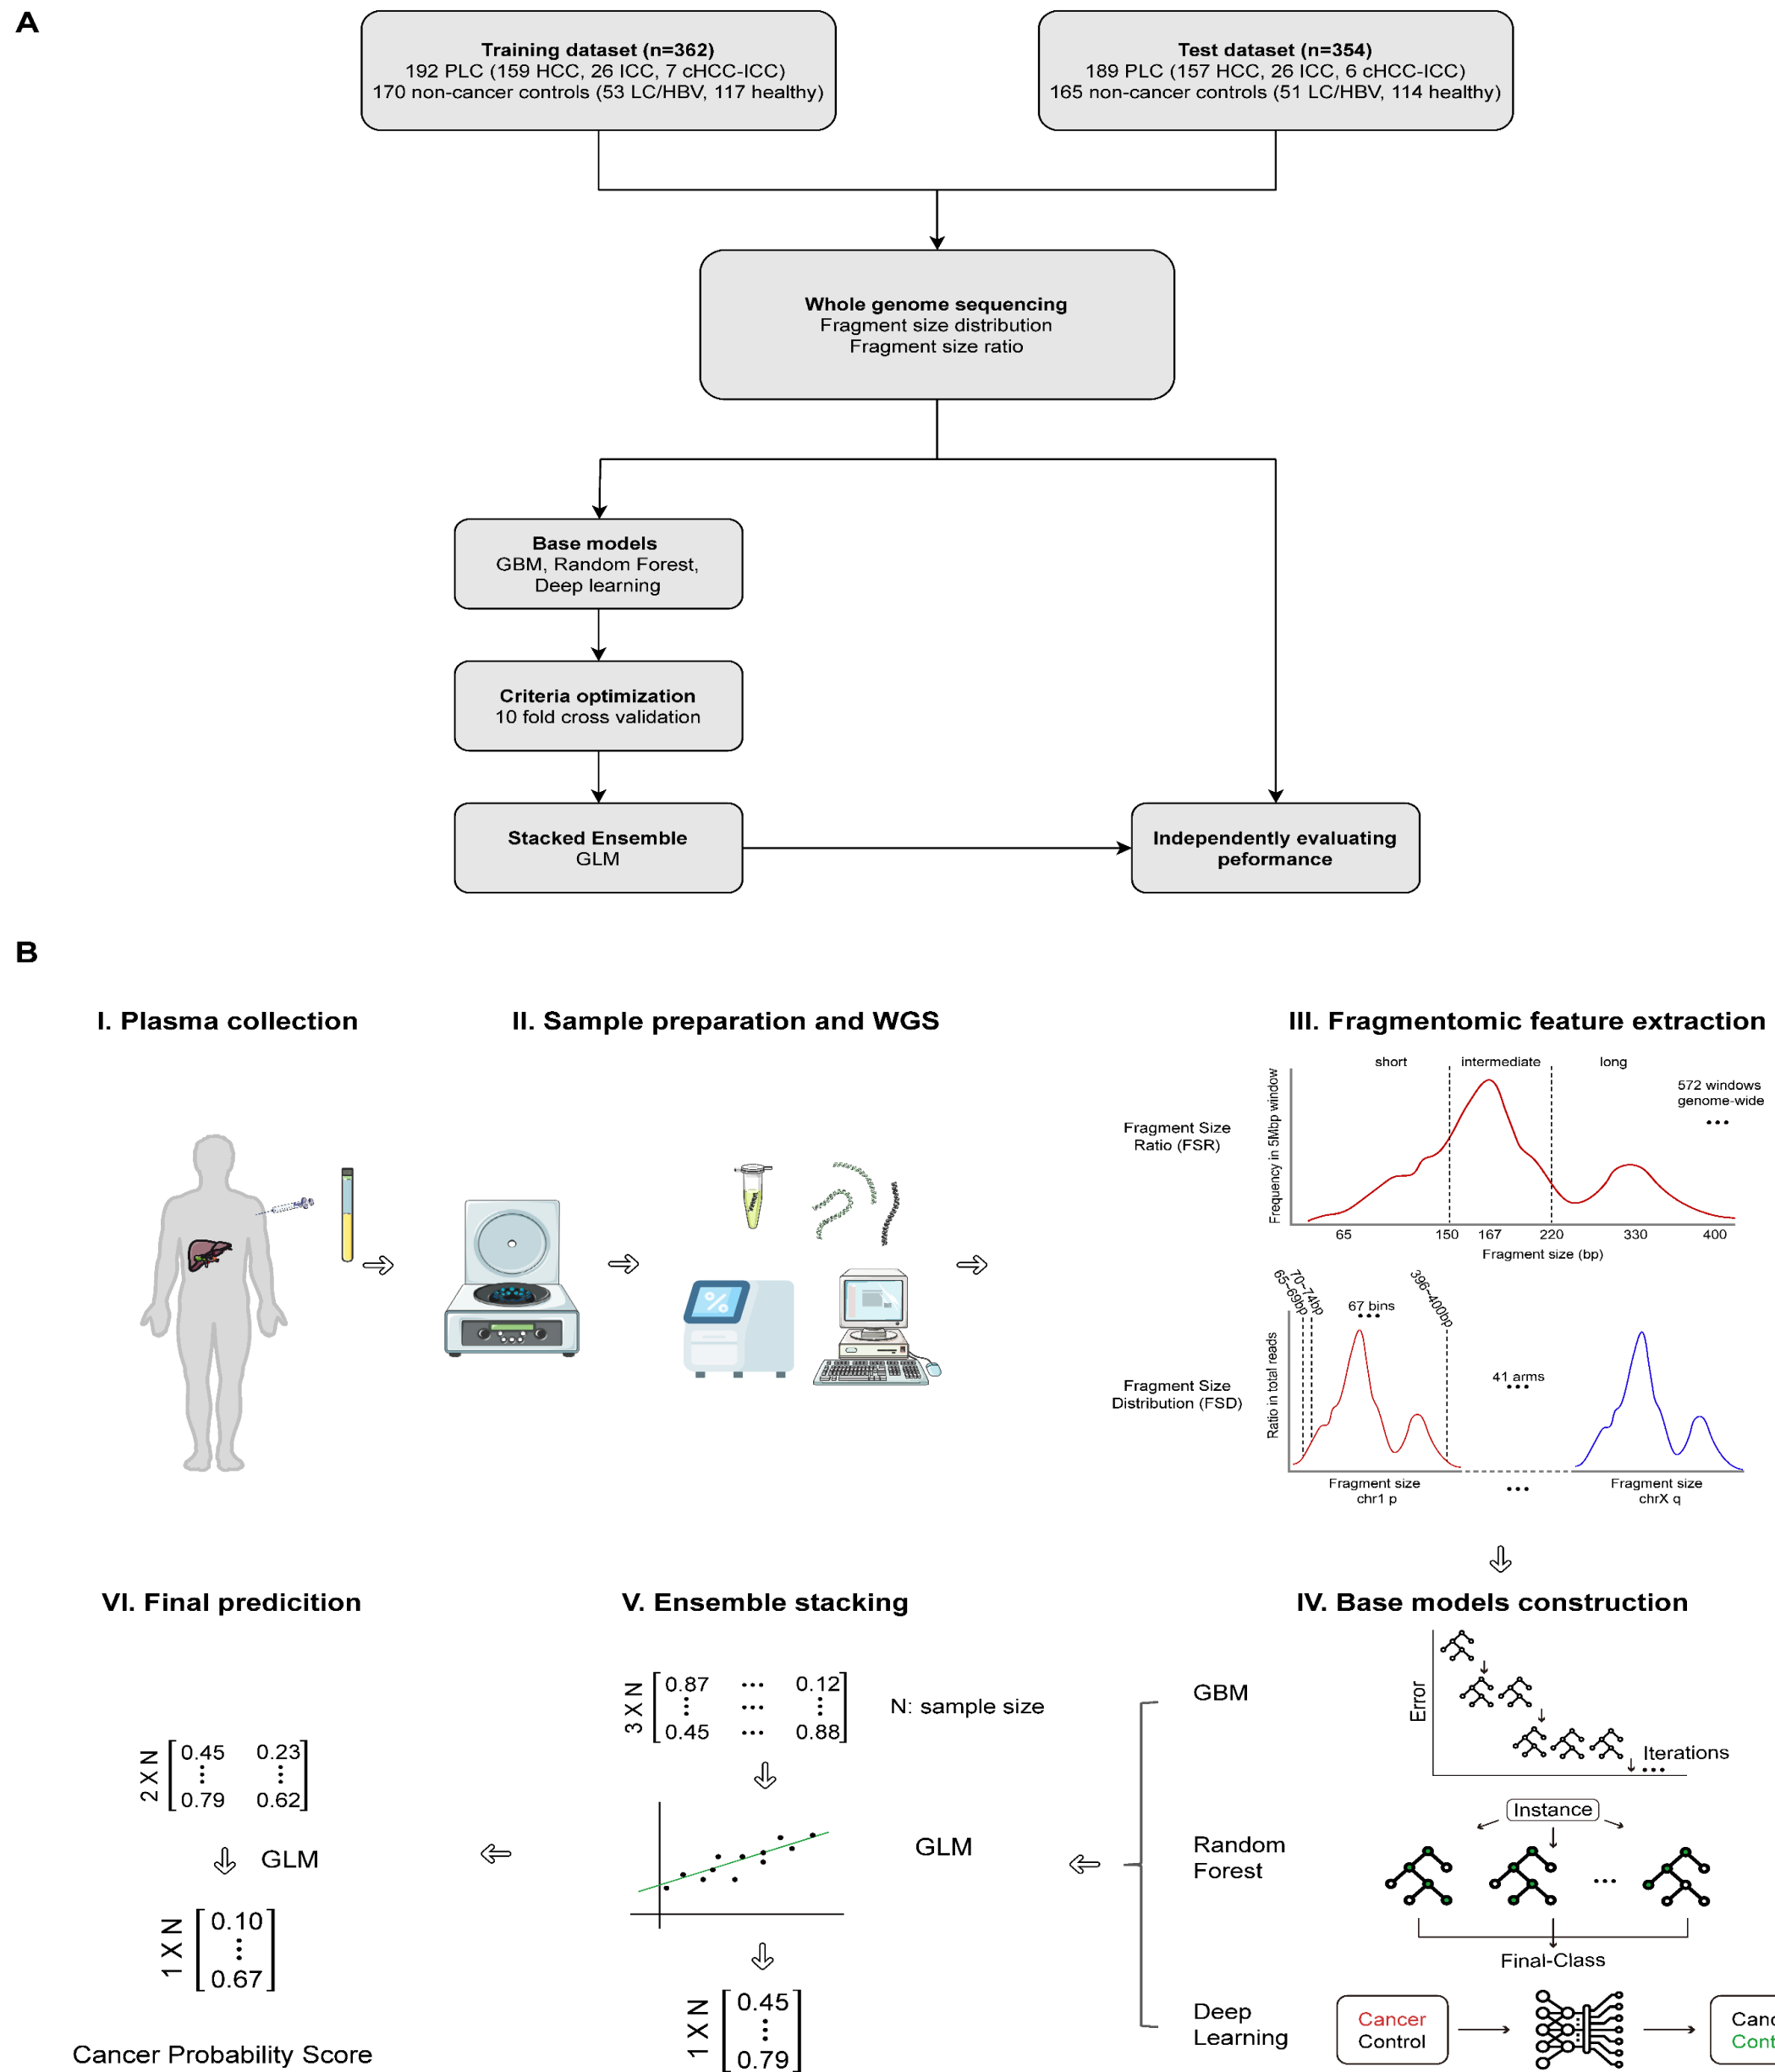 A
Training dataset (n=362)
192 PLC (159 HCC, 26 ICC, 7 cHCC-ICC)
170 non-cancer controls (53 LC/HBV, 117 healthy)
Test dataset (n=354)
189 PLC (157 HCC, 26 ICC, 6 cHCC-ICC)
165 non-cancer controls (51 LC/HBV, 114 healthy)
Whole genome sequencing
Fragment size distribution
Fragment size ratio
Base models
GBM, Random Forest,
Deep learning
Criteria optimization
10 fold cross validation
Stacked Ensemble
GLM
Independently evaluating
peformance
B
I. Plasma collection
II. Sample preparation and WGS
III. Fragmentomic feature extraction
Fragment Size
Ratio (FSR)
Frequency in 5Mbp window
short
intermediate
long
572 windows
genome-wide
...
65
150
167
220
330
400
Fragment size (bp)
Fragment Size
Distribution (FSD)
Ratio in total reads
65~69bp
70~74bp
67 bins
...
396~400bp
41 arms
...
Fragment size
chr1 p
...
Fragment size
chrX q
IV. Base models construction
GBM
Error
Iterations
...
Random
Forest
Instance
...
Final-Class
Deep
Learning
Cancer
Control
V. Ensemble stacking
3 X N
0.87 ... 0.12
⋮ ... ⋮
0.45 ... 0.88
N: sample size
GLM
1 X N
0.45
⋮
0.79
VI. Final predicition
2 X N
0.45 0.23
⋮ ⋮
0.79 0.62
GLM
1 X N
0.10
⋮
0.67
Cancer Probability Score